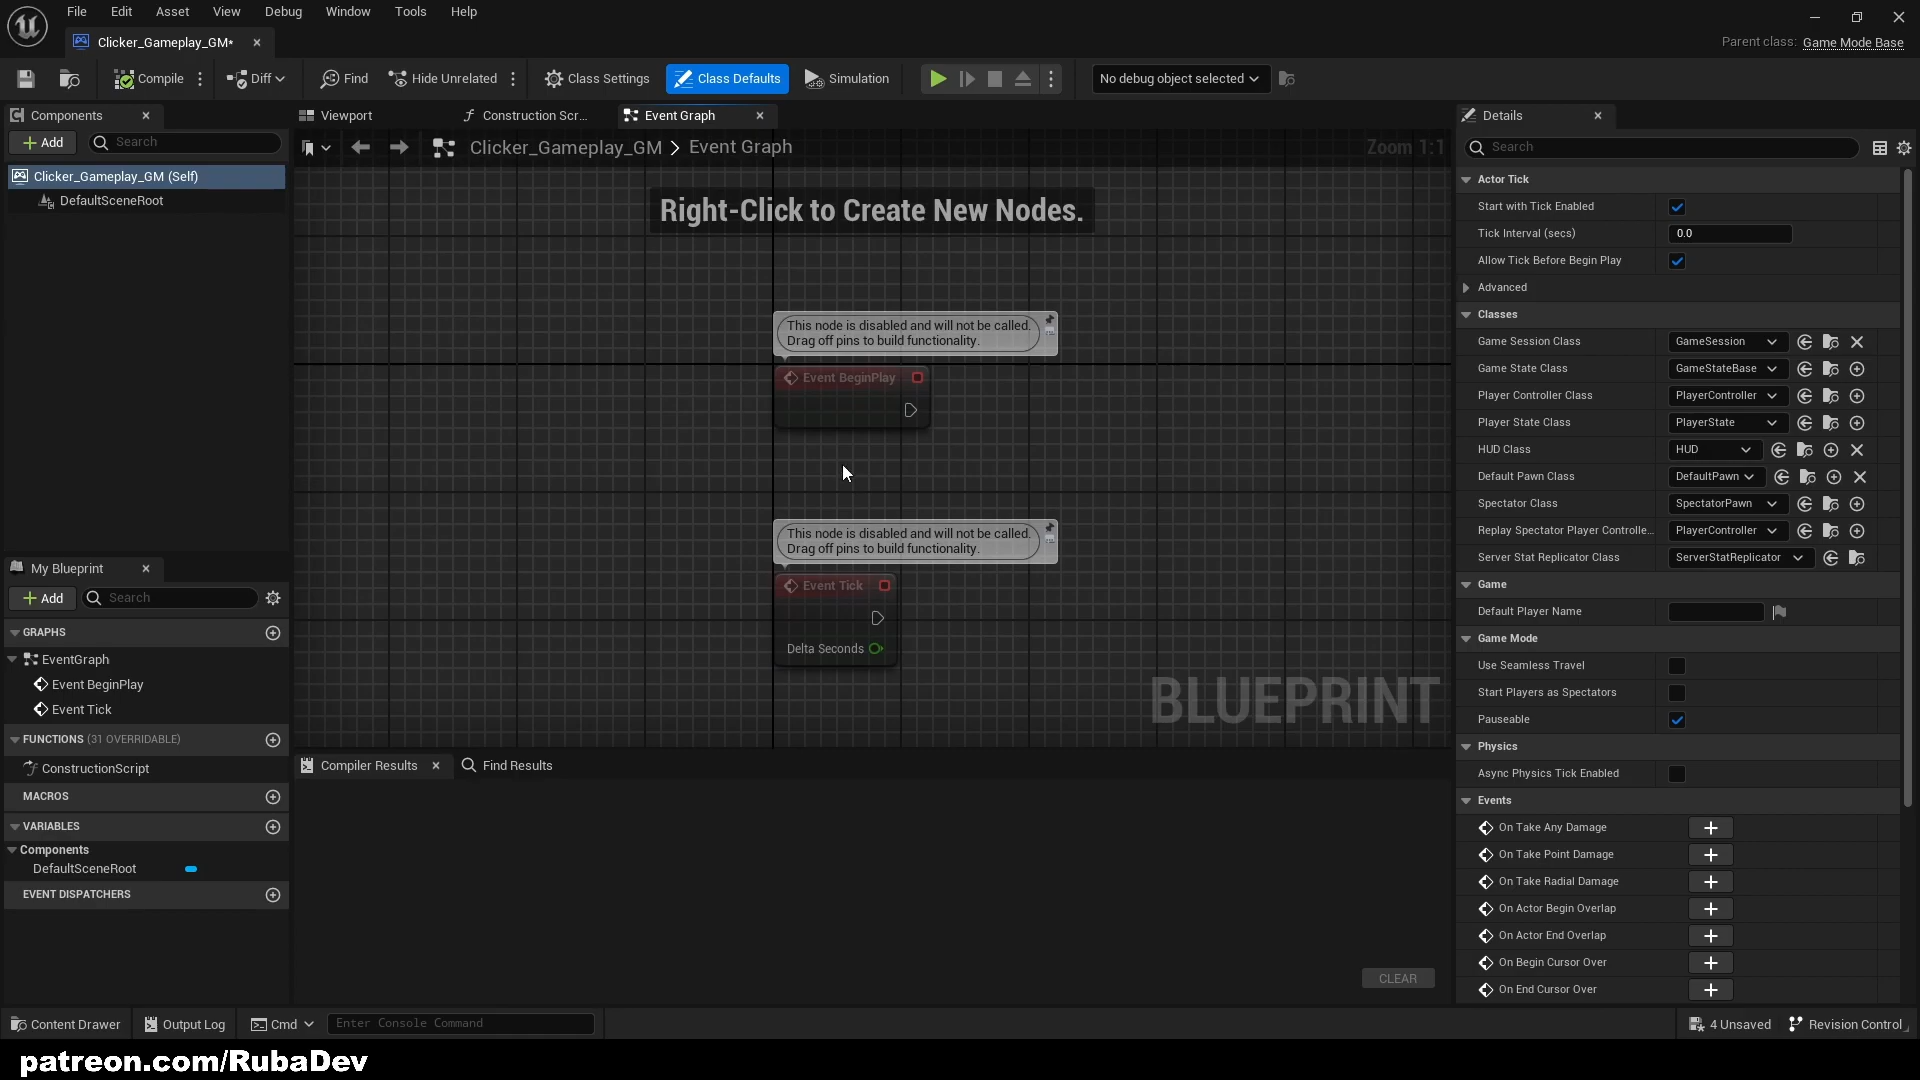 File Edit Asset View Debug Window Tools Help
Clicker_Gameplay_GM*
Parent class: Game Mode Base
Compile Diff Find Hide Unrelated Class Settings Class Defaults Simulation No debug object selected
Components
Add Search
Clicker_Gameplay_GM (Self)
DefaultSceneRoot
My Blueprint
Add Search
GRAPHS
EventGraph
Event BeginPlay
Event Tick
FUNCTIONS (31 OVERRIDABLE)
ConstructionScript
MACROS
VARIABLES
Components
DefaultSceneRoot
EVENT DISPATCHERS
Viewport Construction Scr... Event Graph
Clicker_Gameplay_GM > Event Graph Zoom 1:1
Right-Click to Create New Nodes.
This node is disabled and will not be called.
Drag off pins to build functionality.
Event BeginPlay
This node is disabled and will not be called.
Drag off pins to build functionality.
Event Tick
Delta Seconds
BLUEPRINT
Compiler Results Find Results
CLEAR
Details
Search
Actor Tick
Start with Tick Enabled
Tick Interval (secs) 0.0
Allow Tick Before Begin Play
Advanced
Classes
Game Session Class GameSession
Game State Class GameStateBase
Player Controller Class PlayerController
Player State Class PlayerState
HUD Class HUD
Default Pawn Class DefaultPawn
Spectator Class SpectatorPawn
Replay Spectator Player Controlle... PlayerController
Server Stat Replicator Class ServerStatReplicator
Game
Default Player Name
Game Mode
Use Seamless Travel
Start Players as Spectators
Pauseable
Physics
Async Physics Tick Enabled
Events
On Take Any Damage
On Take Point Damage
On Take Radial Damage
On Actor Begin Overlap
On Actor End Overlap
On Begin Cursor Over
On End Cursor Over
Content Drawer Output Log Cmd Enter Console Command 4 Unsaved Revision Control
patreon.com/RubaDev